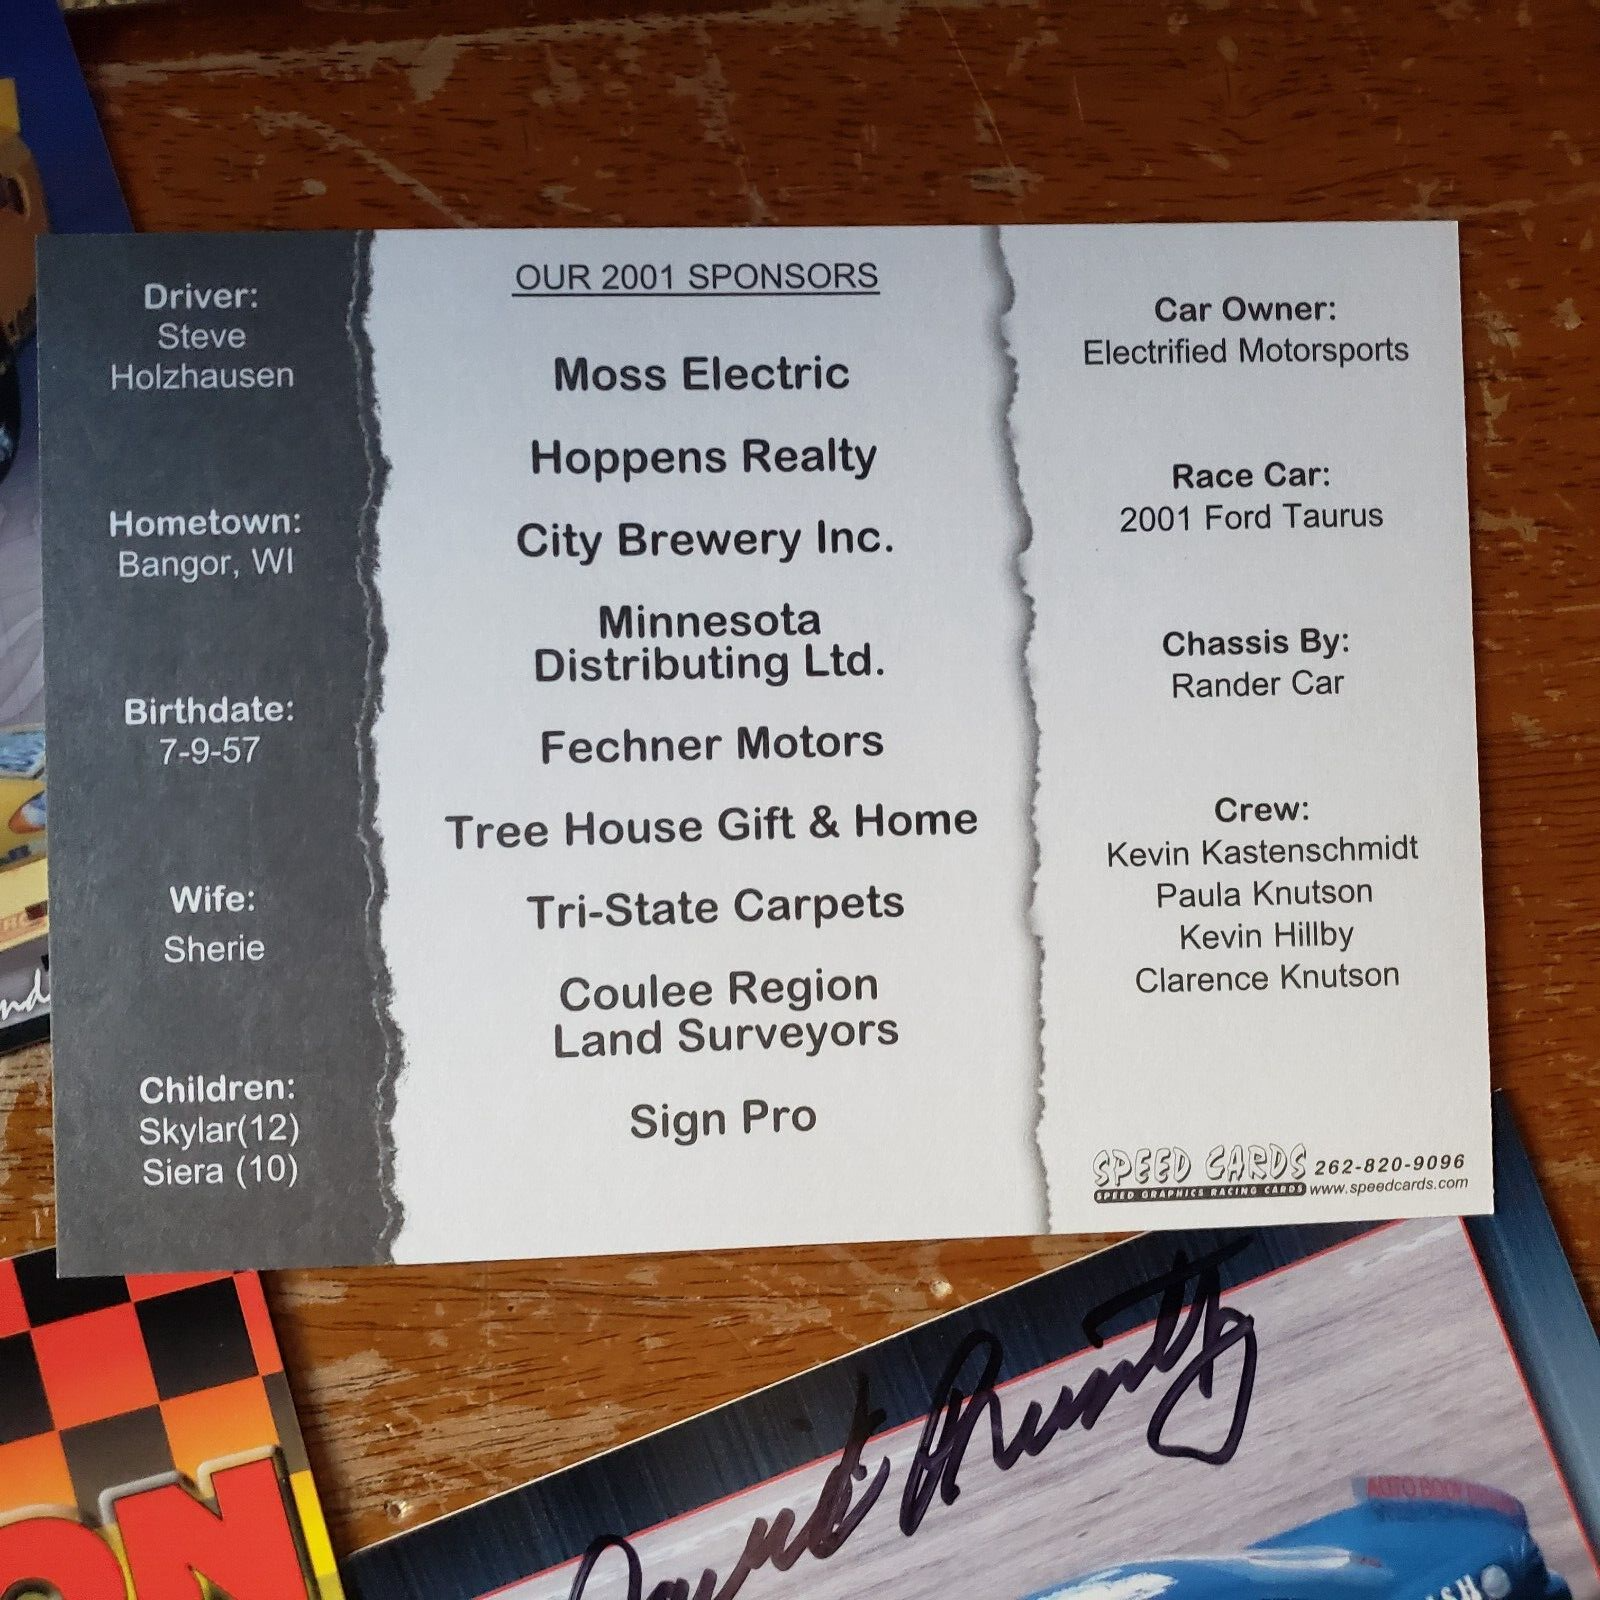 Driver:
Steve
Holzhausen
Hometown:
Bangor, WI
Birthdate:
7-9-57
Wife:
Sherie
Children:
Skylar(12)
Siera (10)
OUR 2001 SPONSORS
Moss Electric
Hoppens Realty
City Brewery Inc.
Minnesota
Distributing Ltd.
Fechner Motors
Tree House Gift & Home
Tri-State Carpets
Coulee Region
Land Surveyors
Sign Pro
Car Owner:
Electrified Motorsports
Race Car:
2001 Ford Taurus
Chassis By:
Rander Car
Crew:
Kevin Kastenschmidt
Paula Knutson
Kevin Hillby
Clarence Knutson
SPEED CARDS 262-820-9096
SPEED GRAPHICS RACING CARDS www.speedcards.com
ON
AUTO BODY